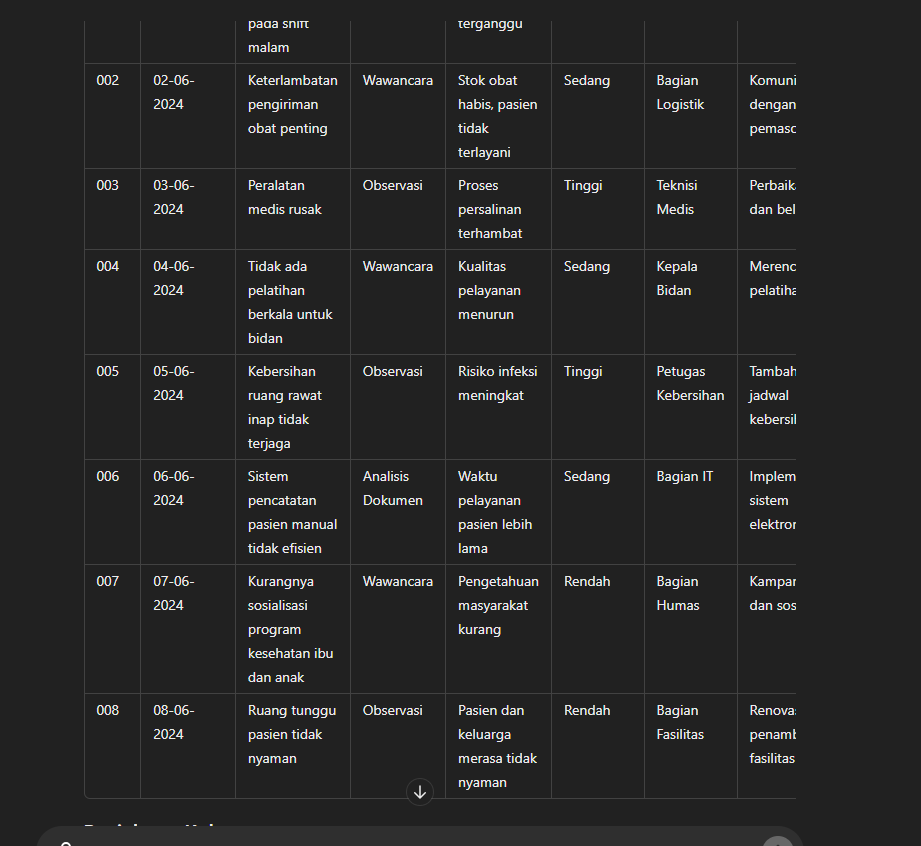 pada shift
malam
terganggu
002
02-06-
2024
Keterlambatan
pengiriman
obat penting
Wawancara
Stok obat
habis, pasien
tidak
terlayani
Sedang
Bagian
Logistik
Komuni
dengan
pemaso
003
03-06-
2024
Peralatan
medis rusak
Observasi
Proses
persalinan
terhambat
Tinggi
Teknisi
Medis
Perbaik
dan bel
004
04-06-
2024
Tidak ada
pelatihan
berkala untuk
bidan
Wawancara
Kualitas
pelayanan
menurun
Sedang
Kepala
Bidan
Merenc
pelatiha
005
05-06-
2024
Kebersihan
ruang rawat
inap tidak
terjaga
Observasi
Risiko infeksi
meningkat
Tinggi
Petugas
Kebersihan
Tambah
jadwal
kebersih
006
06-06-
2024
Sistem
pencatatan
pasien manual
tidak efisien
Analisis
Dokumen
Waktu
pelayanan
pasien lebih
lama
Sedang
Bagian IT
Implem
sistem
elektron
007
07-06-
2024
Kurangnya
sosialisasi
program
kesehatan ibu
dan anak
Wawancara
Pengetahuan
masyarakat
kurang
Rendah
Bagian
Humas
Kampan
dan sos
008
08-06-
2024
Ruang tunggu
pasien tidak
nyaman
Observasi
Pasien dan
keluarga
merasa tidak
nyaman
Rendah
Bagian
Fasilitas
Renovas
penamb
fasilitas